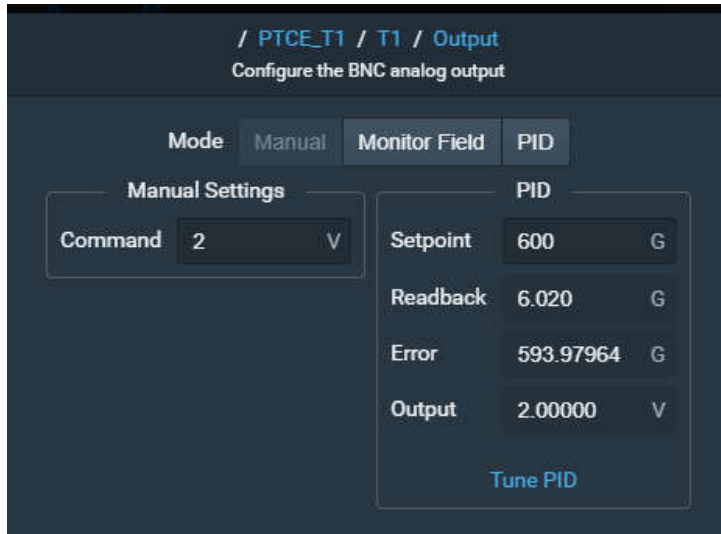 / PTCE_T1 / T1 / Output
Configure the BNC analog output
Mode Manual Monitor Field PID
Manual Settings
Command 2 V
PID
Setpoint 600 G
Readback 6.020 G
Error 593.97964 G
Output 2.00000 V
Tune PID